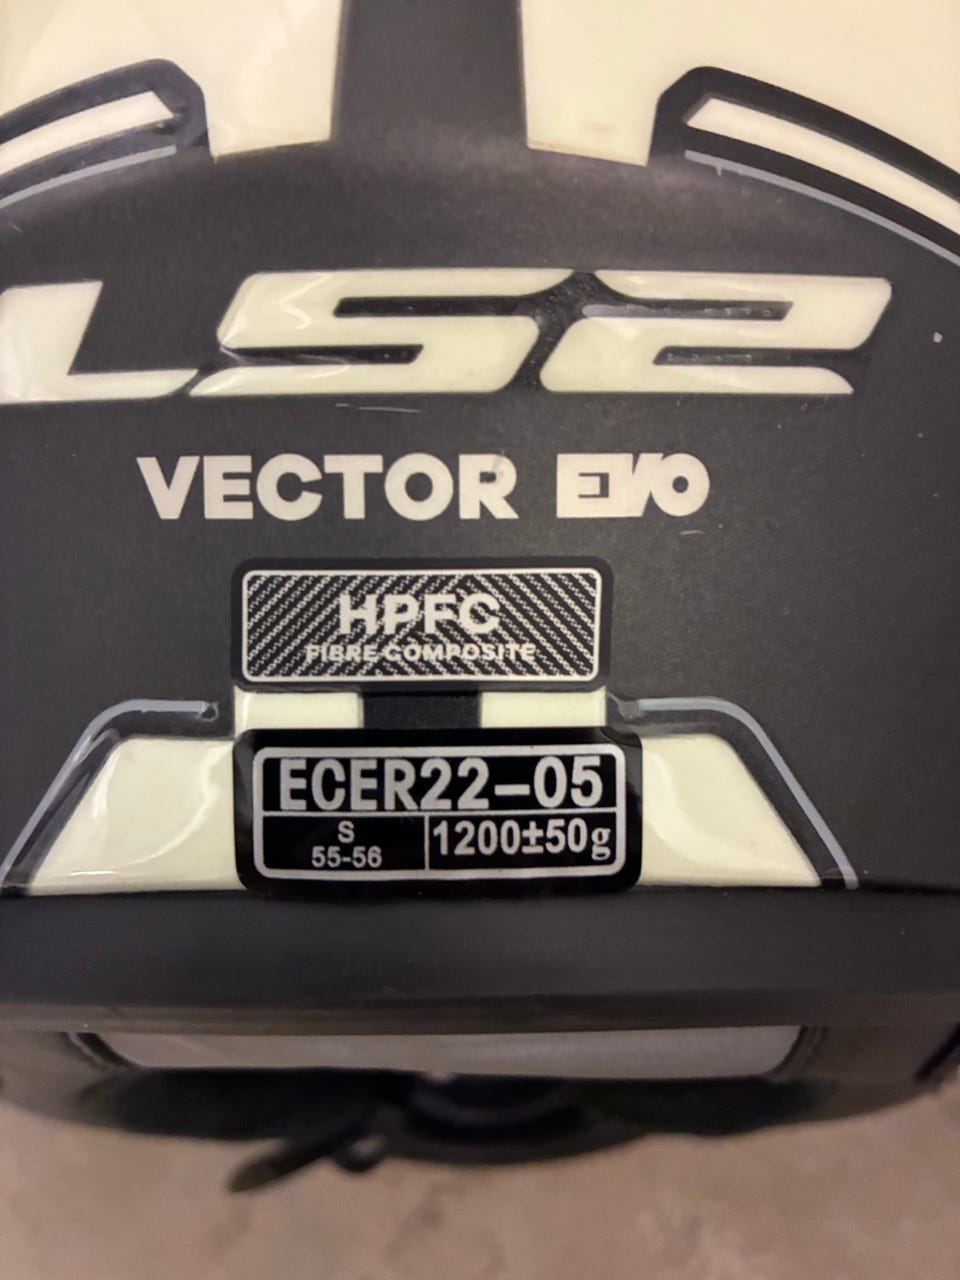 LS2
VECTOR EVO
HPFC
FIBRE COMPOSITE
ECER22-05
S
55-56
1200±50g